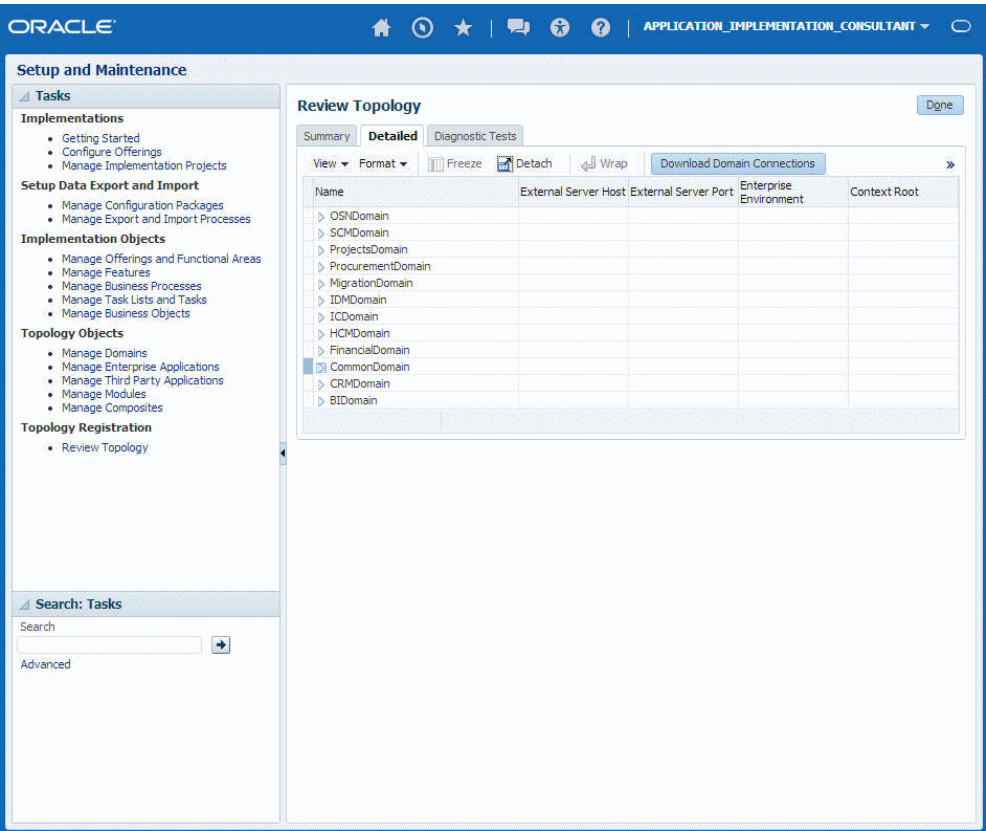 ORACLE
APPLICATION_IMPLEMENTATION_CONSULTANT
Setup and Maintenance
Tasks
Implementations
Getting Started
Configure Offerings
Manage Implementation Projects
Setup Data Export and Import
Manage Configuration Packages
Manage Export and Import Processes
Implementation Objects
Manage Offerings and Functional Areas
Manage Features
Manage Business Processes
Manage Task Lists and Tasks
Manage Business Objects
Topology Objects
Manage Domains
Manage Enterprise Applications
Manage Third Party Applications
Manage Modules
Manage Composites
Topology Registration
Review Topology
Search: Tasks
Search
Advanced
Review Topology
Done
Summary Detailed Diagnostic Tests
View Format Freeze Detach Wrap Download Domain Connections »
Name External Server Host External Server Port Enterprise Environment Context Root
OSNDomain
SCMDomain
ProjectsDomain
ProcurementDomain
MigrationDomain
IDMDomain
ICDomain
HCMDomain
FinancialDomain
CommonDomain
CRMDomain
BIDomain